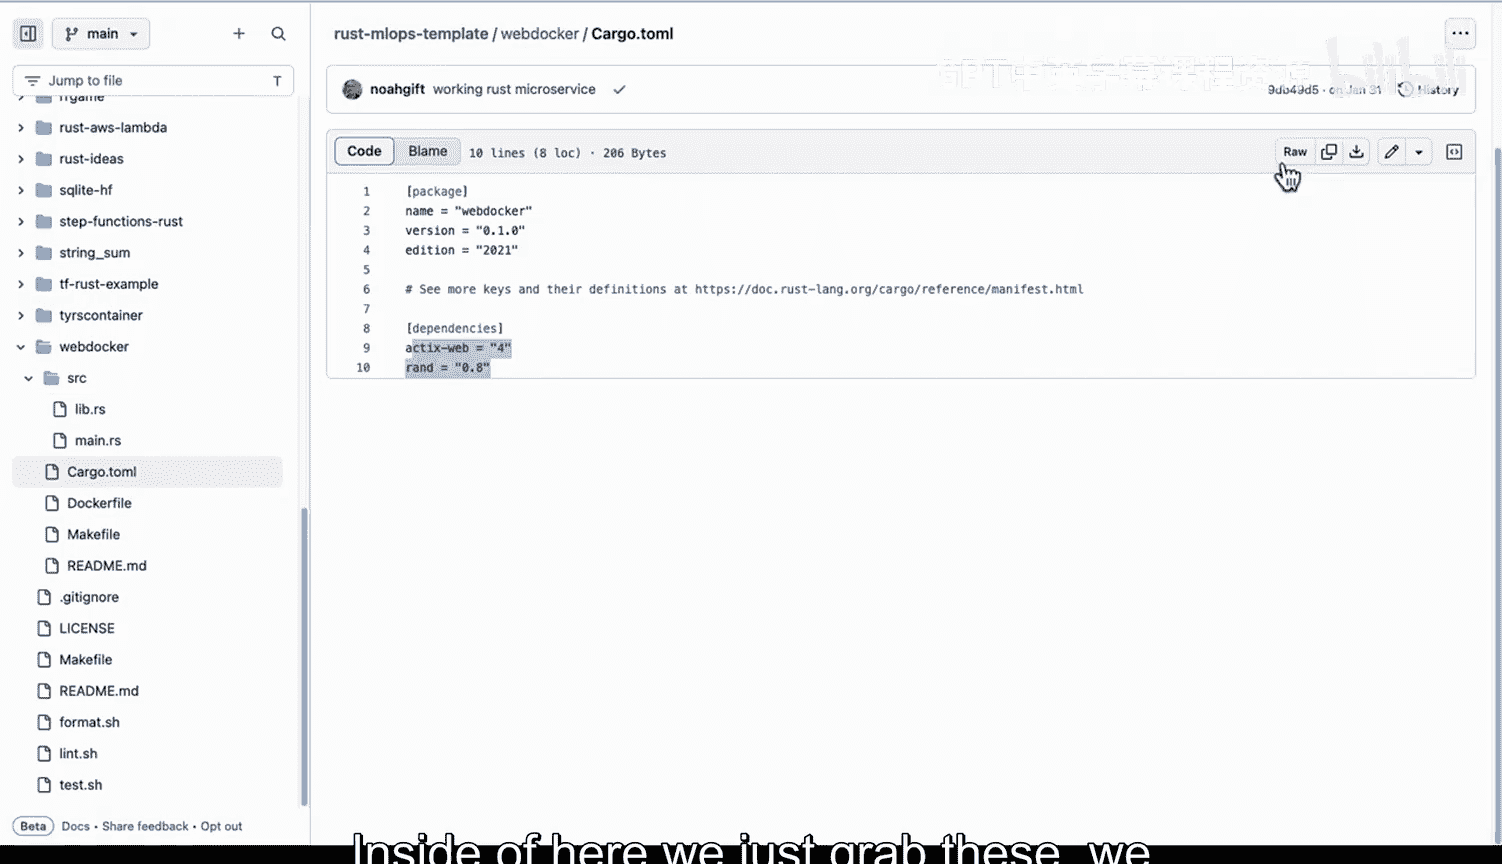 main
rust-mlops-template / webdocker / Cargo.toml
Jump to file
T
noahgift working rust microservice
9db49d5 · on Jan 31
History
rust-aws-lambda
rust-ideas
sqlite-hf
step-functions-rust
string_sum
tf-rust-example
tyrscontainer
webdocker
src
lib.rs
main.rs
Cargo.toml
Dockerfile
Makefile
README.md
.gitignore
LICENSE
Makefile
README.md
format.sh
lint.sh
test.sh
Beta Docs • Share feedback • Opt out
Code Blame 10 lines (8 loc) · 206 Bytes
Raw
1 [package]
2 name = "webdocker"
3 version = "0.1.0"
4 edition = "2021"
5
6 # See more keys and their definitions at https://doc.rust-lang.org/cargo/reference/manifest.html
7
8 [dependencies]
9 actix-web = "4"
10 rand = "0.8"
Inside of here we just grab these, we